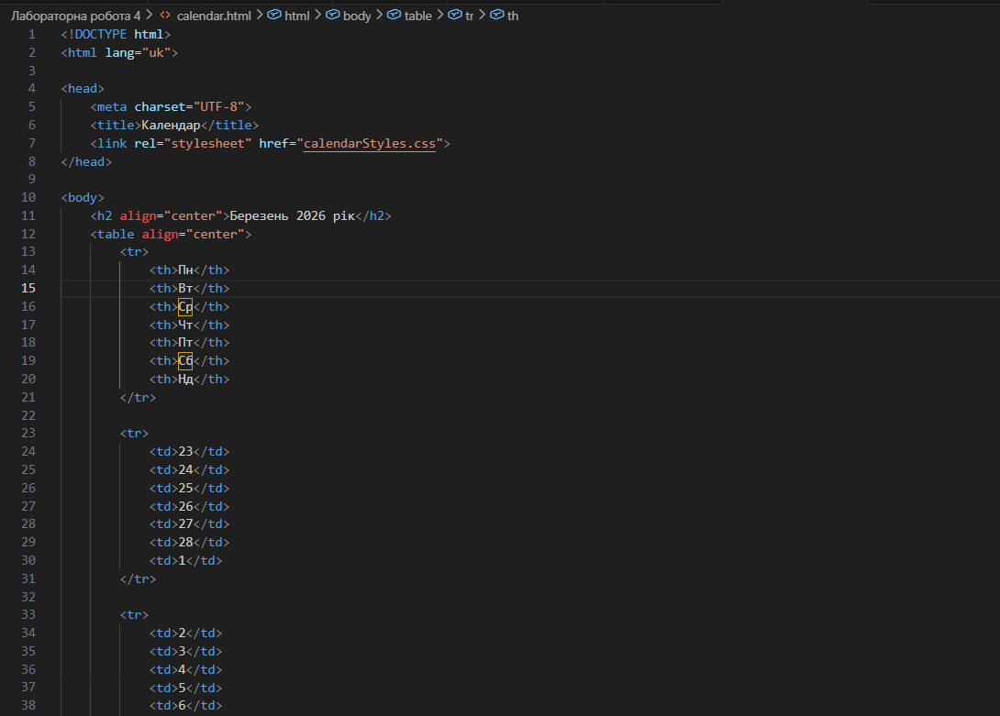 Лабораторна робота 4 > <> calendar.html > html > body > table > tr > th
1 <!DOCTYPE html>
2 <html lang="uk">
3
4 <head>
5     <meta charset="UTF-8">
6     <title>Календар</title>
7     <link rel="stylesheet" href="calendarStyles.css">
8 </head>
9
10 <body>
11     <h2 align="center">Березень 2026 рік</h2>
12     <table align="center">
13         <tr>
14             <th>Пн</th>
15             <th>Вт</th>
16             <th>Ср</th>
17             <th>Чт</th>
18             <th>Пт</th>
19             <th>Сб</th>
20             <th>Нд</th>
21         </tr>
22
23         <tr>
24             <td>23</td>
25             <td>24</td>
26             <td>25</td>
27             <td>26</td>
28             <td>27</td>
29             <td>28</td>
30             <td>1</td>
31         </tr>
32
33         <tr>
34             <td>2</td>
35             <td>3</td>
36             <td>4</td>
37             <td>5</td>
38             <td>6</td>